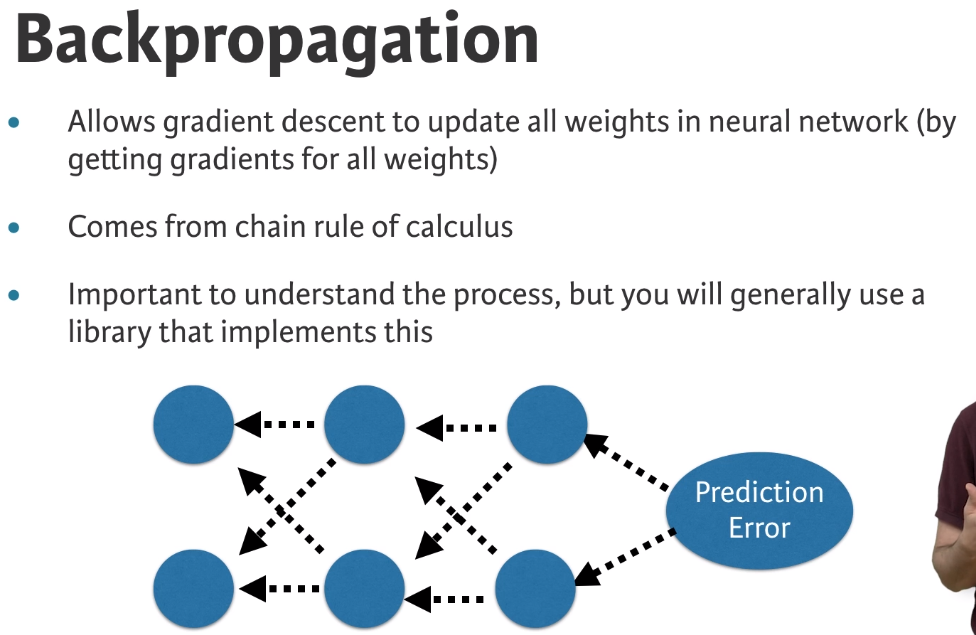 Backpropagation
• Allows gradient descent to update all weights in neural network (by
getting gradients for all weights)
• Comes from chain rule of calculus
• Important to understand the process, but you will generally use a
library that implements this
Prediction
Error